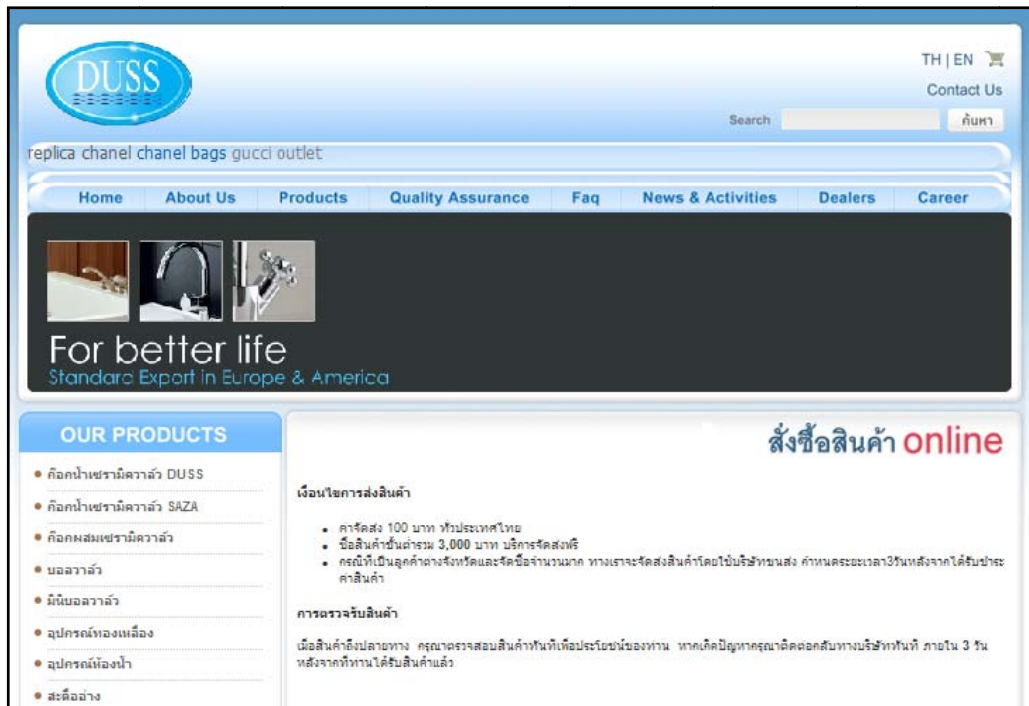 DUSS
TH | EN
Contact Us
Search ค้นหา
replica chanel chanel bags gucci outlet
Home About Us Products Quality Assurance Faq News & Activities Dealers Career
For better life
Standard Export in Europe & America
OUR PRODUCTS
ก๊อกน้ำเซรามิควาล์ว DUSS
ก๊อกน้ำเซรามิควาล์ว SAZA
ก๊อกผสมเซรามิควาล์ว
บอลวาล์ว
มินิบอลวาล์ว
อุปกรณ์ทองเหลือง
อุปกรณ์ห้องน้ำ
สะดืออ่าง
สั่งซื้อสินค้า online
เงื่อนไขการส่งสินค้า
ค่าจัดส่ง 100 บาท ทั่วประเทศไทย
ซื้อสินค้าขั้นต่ำรวม 3,000 บาท บริการจัดส่งฟรี
กรณีที่เป็นลูกค้าต่างจังหวัดและจัดซื้อจำนวนมาก ทางเราจะจัดส่งสินค้าโดยใช้บริษัทขนส่ง กำหนดระยะเวลา3วันหลังจากได้รับชำระ
ค่าสินค้า
การตรวจรับสินค้า
เมื่อสินค้าถึงปลายทาง กรุณาตรวจสอบสินค้าทันทีเพื่อประโยชน์ของท่าน หากเกิดปัญหากรุณาติดต่อกลับทางบริษัททันที ภายใน 3 วัน
หลังจากที่ท่านได้รับสินค้าแล้ว